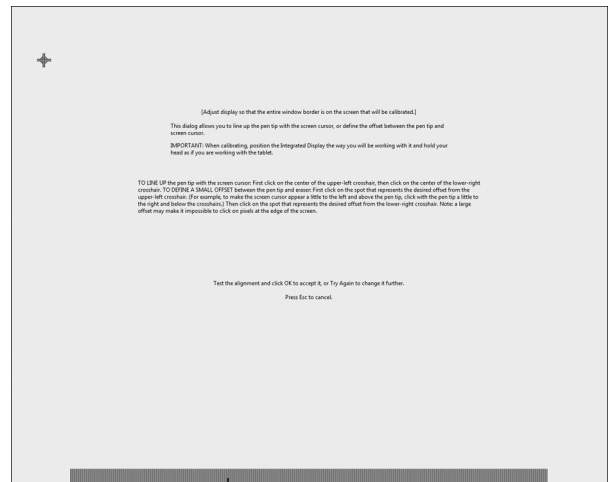 [Adjust display so that the entire window border is on the screen that will be calibrated.]
This dialog allows you to line up the pen tip with the screen cursor, or define the offset between the pen tip and
screen cursor.
IMPORTANT: When calibrating, position the Integrated Display the way you will be working with it and hold your
head as if you are working with the tablet.
TO LINE UP the pen tip with the screen cursor: First click on the center of the upper-left crosshair, then click on the center of the lower-right
crosshair. TO DEFINE A SMALL OFFSET between the pen tip and eraser: First click on the spot that represents the desired offset from the
upper-left crosshair. (For example, to make the screen cursor appear a little to the left and above the pen tip, click with the pen tip a little to
the right and below the crosshairs.) Then click on the spot that represents the desired offset from the lower-right crosshair. Note: a large
offset may make it impossible to click on pixels at the edge of the screen.
Test the alignment and click OK to accept it, or Try Again to change it further.
Press Esc to cancel.